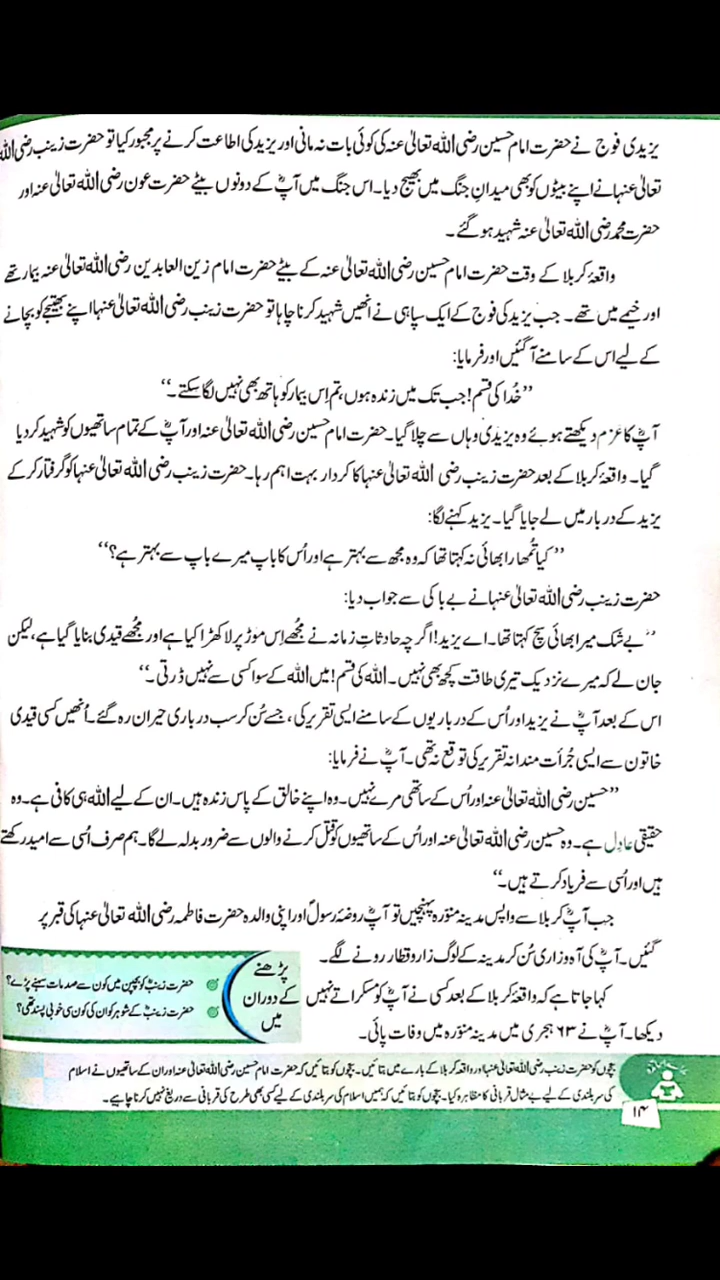 یزیدی فوج نے حضرت امام حسین رضی اللہ تعالیٰ عنہ کی کوئی بات نہ مانی اور یزید کی اطاعت کرنے پر مجبور کیا تو حضرت زینب رضی اللہ
تعالیٰ عنہا نے اپنے بیٹوں کو بھی میدانِ جنگ میں بھیج دیا۔ اس جنگ میں آپؓ کے دونوں بیٹے حضرت عون رضی اللہ تعالیٰ عنہ اور
حضرت محمد رضی اللہ تعالیٰ عنہ شہید ہو گئے۔
واقعۂ کربلا کے وقت حضرت امام حسین رضی اللہ تعالیٰ عنہ کے بیٹے حضرت امام زین العابدین رضی اللہ تعالیٰ عنہ بیمار تھے
اور خیمے میں تھے۔ جب یزید کی فوج کے ایک سپاہی نے انھیں شہید کرنا چاہا تو حضرت زینب رضی اللہ تعالیٰ عنہا اپنے بھتیجے کو بچانے
کے لیے اس کے سامنے آ گئیں اور فرمایا:
”خُدا کی قسم! جب تک میں زندہ ہوں، تم اِس بیمار کو ہاتھ بھی نہیں لگا سکتے۔“
آپؓ کا عزم دیکھتے ہوئے وہ یزیدی وہاں سے چلا گیا۔ حضرت امام حسین رضی اللہ تعالیٰ عنہ اور آپؓ کے تمام ساتھیوں کو شہید کر دیا
گیا۔ واقعۂ کربلا کے بعد حضرت زینب رضی اللہ تعالیٰ عنہا کا کردار بہت اہم رہا۔ حضرت زینب رضی اللہ تعالیٰ عنہا کو گرفتار کر کے
یزید کے دربار میں لے جایا گیا۔ یزید کہنے لگا:
”کیا تُمھارا بھائی نہ کہتا تھا کہ وہ مجھ سے بہتر ہے اور اُس کا باپ میرے باپ سے بہتر ہے؟“
حضرت زینب رضی اللہ تعالیٰ عنہا نے بے باکی سے جواب دیا:
”بے شک میرا بھائی سچ کہتا تھا۔ اے یزید! اگرچہ حادثاتِ زمانہ نے مجُھے اِس موڑ پر لا کھڑا کیا ہے اور مجُھے قیدی بنایا گیا ہے، لیکن
جان لے کہ میرے نزدیک تیری طاقت کچھ بھی نہیں۔ اللہ کی قسم! میں اللہ کے سوا کسی سے نہیں ڈرتی۔“
اس کے بعد آپؓ نے یزید اور اُس کے درباریوں کے سامنے ایسی تقریر کی، جسے سُن کر سب درباری حیران رہ گئے۔ اُنھیں کسی قیدی
خاتون سے ایسی جُرأت مندانہ تقریر کی توقع نہ تھی۔ آپؓ نے فرمایا:
”حسین رضی اللہ تعالیٰ عنہ اور اُس کے ساتھی مرے نہیں۔ وہ اپنے خالق کے پاس زندہ ہیں۔ ان کے لیے اللہ ہی کافی ہے۔ وہ
حقیقی عادِل ہے۔ وہ حسین رضی اللہ تعالیٰ عنہ اور اُس کے ساتھیوں کو قتل کرنے والوں سے ضرور بدلہ لے گا۔ ہم صرف اُسی سے امید رکھتے
ہیں اور اُسی سے فریاد کرتے ہیں۔“
جب آپؓ کربلا سے واپس مدینہ منوّرہ پہنچیں تو آپؓ روضۂ رسولؐ اور اپنی والدہ حضرت فاطمہ رضی اللہ تعالیٰ عنہا کی قبر پر
گئیں۔ آپؓ کی آہ و زاری سُن کر مدینہ کے لوگ زار و قطار رونے لگے۔
کہا جاتا ہے کہ واقعۂ کربلا کے بعد کسی نے آپؓ کو مسکراتے نہیں
دیکھا۔ آپؓ نے ۶۳ ہجری میں مدینہ منوّرہ میں وفات پائی۔
پڑھنے
کے دوران
میں
حضرت زینبؓ کو بچپن میں کون سے صدمات سہنے پڑے؟
حضرت زینبؓ کے شوہر کو ان کی کون سی خوبی پسند تھی؟
بچّوں کو حضرت زینب رضی اللہ تعالیٰ عنہا اور واقعۂ کربلا کے بارے میں بتائیں۔ بچّوں کو بتائیں کہ حضرت امام حسین رضی اللہ تعالیٰ عنہ اور ان کے ساتھیوں نے اسلام
کی سربلندی کے لیے بے مثال قربانی کا مظاہرہ کیا۔ بچّوں کو بتائیں کہ ہمیں اسلام کی سربلندی کے لیے کسی بھی طرح کی قربانی سے دریغ نہیں کرنا چاہیے۔
۱۴